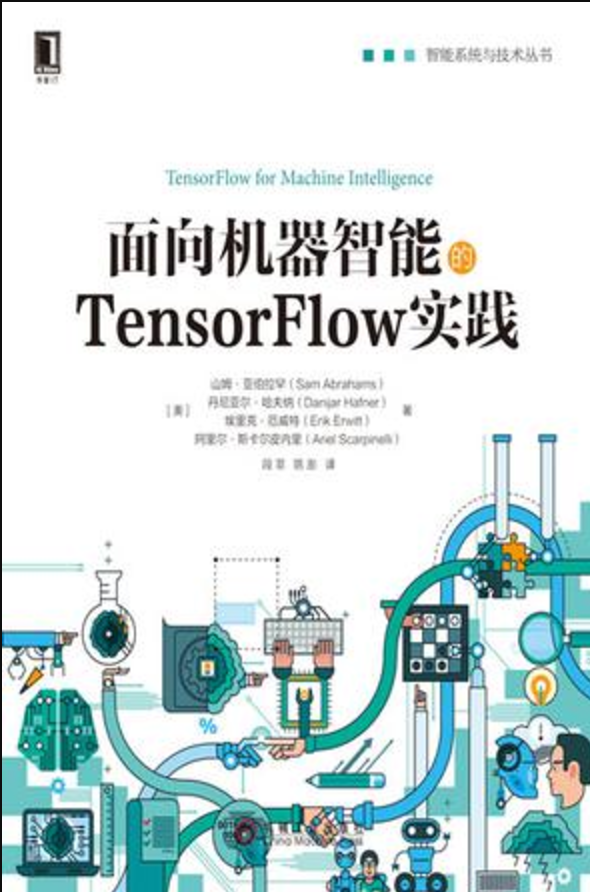 智能系统与技术丛书
TensorFlow for Machine Intelligence
面向机器智能的
TensorFlow实践
山姆·亚伯拉罕（Sam Abrahams）
[美] 丹尼亚尔·哈夫纳（Danijar Hafner） 著
埃里克·厄威特（Erik Erwitt）
阿里尔·斯卡尔皮内里（Ariel Scarpinelli）
段菲 陈澎 译
%